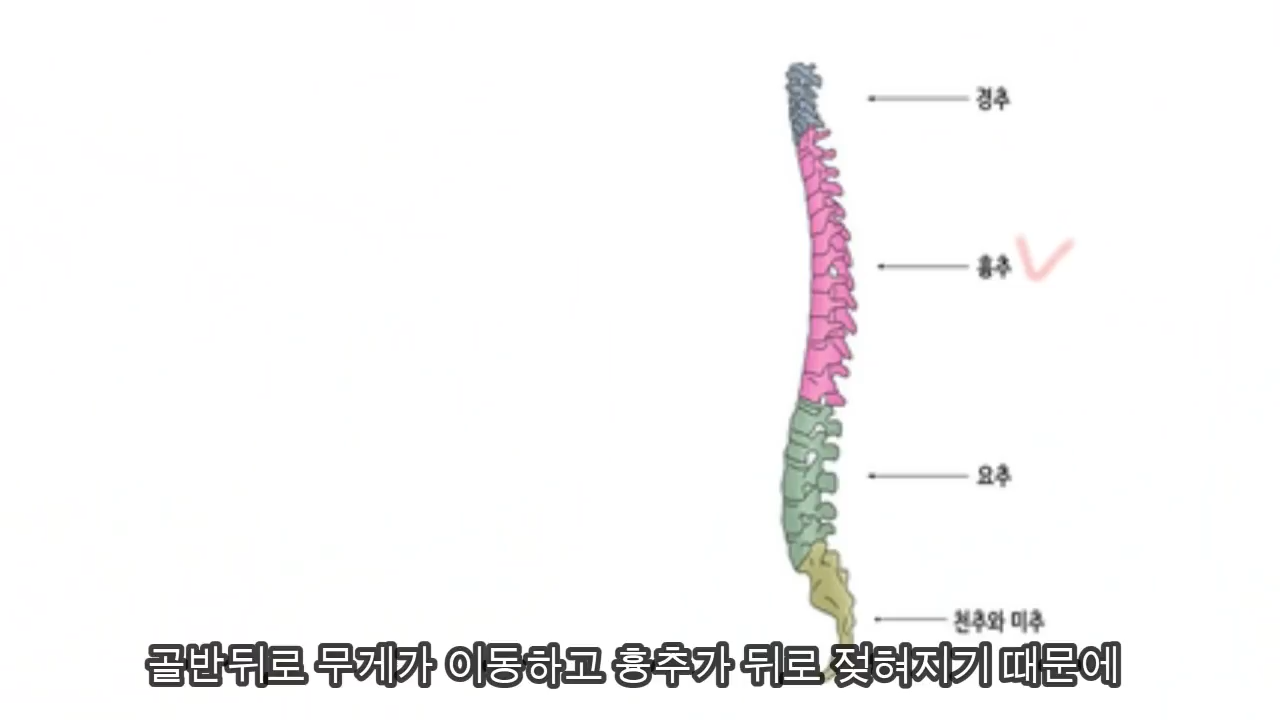 경추
흉추
요추
천추와 미추
골반뒤로 무게가 이동하고 흉추가 뒤로 젖혀지기 때문에